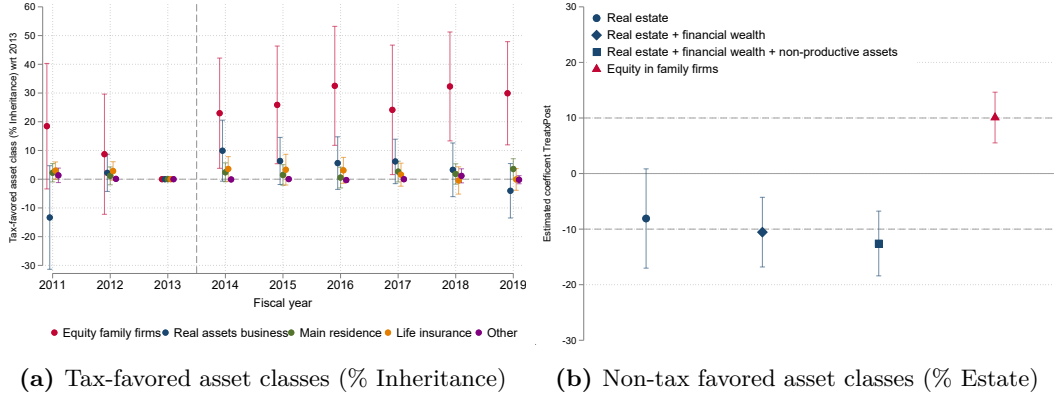 Tax-favored asset class (% Inheritance) wrt 2013
60
50
40
30
20
10
0
-10
-20
-30
2011 2012 2013 2014 2015 2016 2017 2018 2019
Fiscal year
Equity family firms Real assets business Main residence Life insurance Other
(a) Tax-favored asset classes (% Inheritance)
Real estate
Real estate + financial wealth
Real estate + financial wealth + non-productive assets
Equity in family firms
Estimated coefficient TreatxPost
30
20
10
0
-10
-20
-30
(b) Non-tax favored asset classes (% Estate)